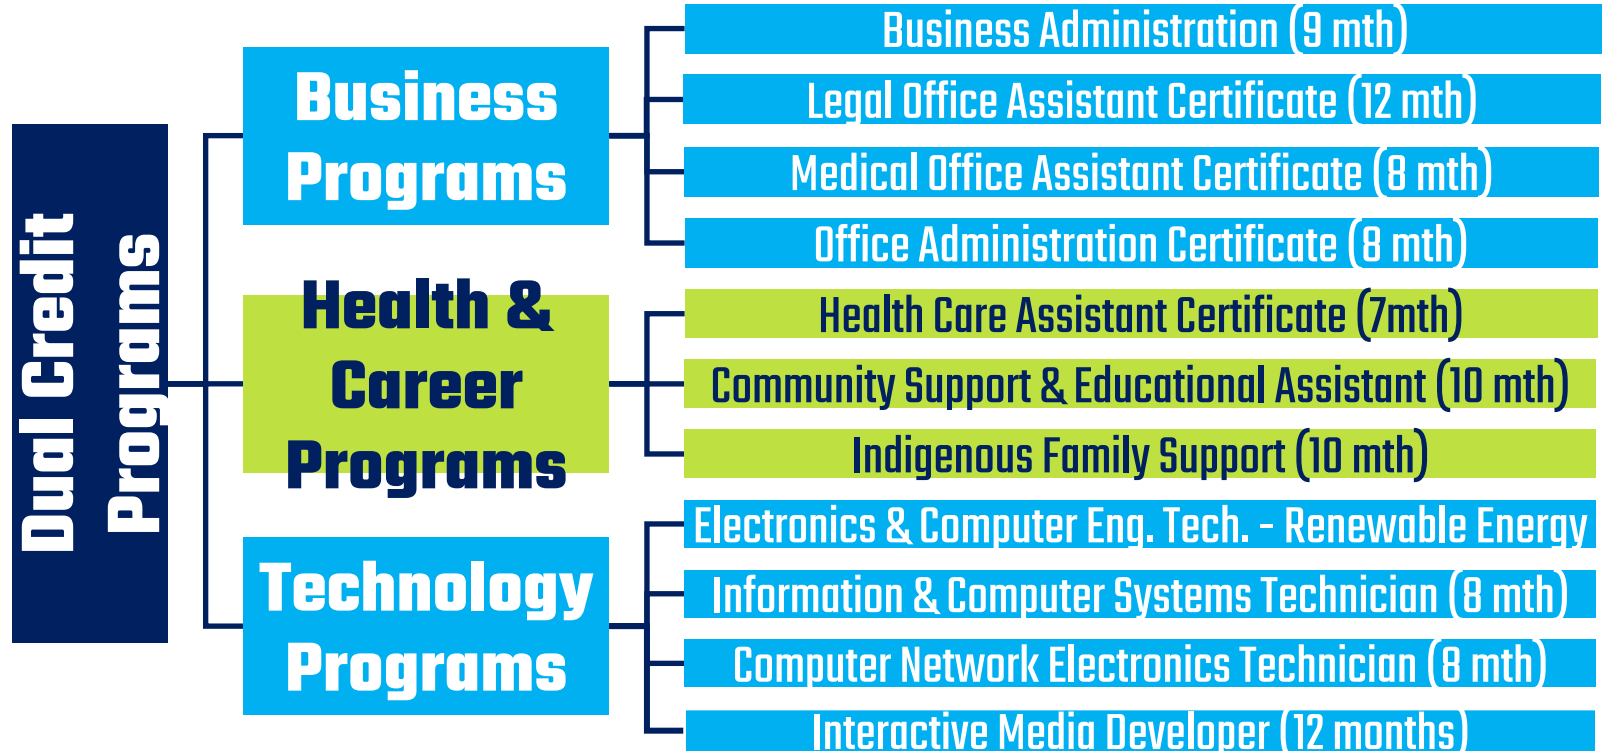 Dual Credit
Programs
Business
Programs
Business Administration (9 mth)
Legal Office Assistant Certificate (12 mth)
Medical Office Assistant Certificate (8 mth)
Office Administration Certificate (8 mth)
Health &
Career
Programs
Health Care Assistant Certificate (7mth)
Community Support & Educational Assistant (10 mth)
Indigenous Family Support (10 mth)
Technology
Programs
Electronics & Computer Eng. Tech. - Renewable Energy
Information & Computer Systems Technician (8 mth)
Computer Network Electronics Technician (8 mth)
Interactive Media Developer (12 months)